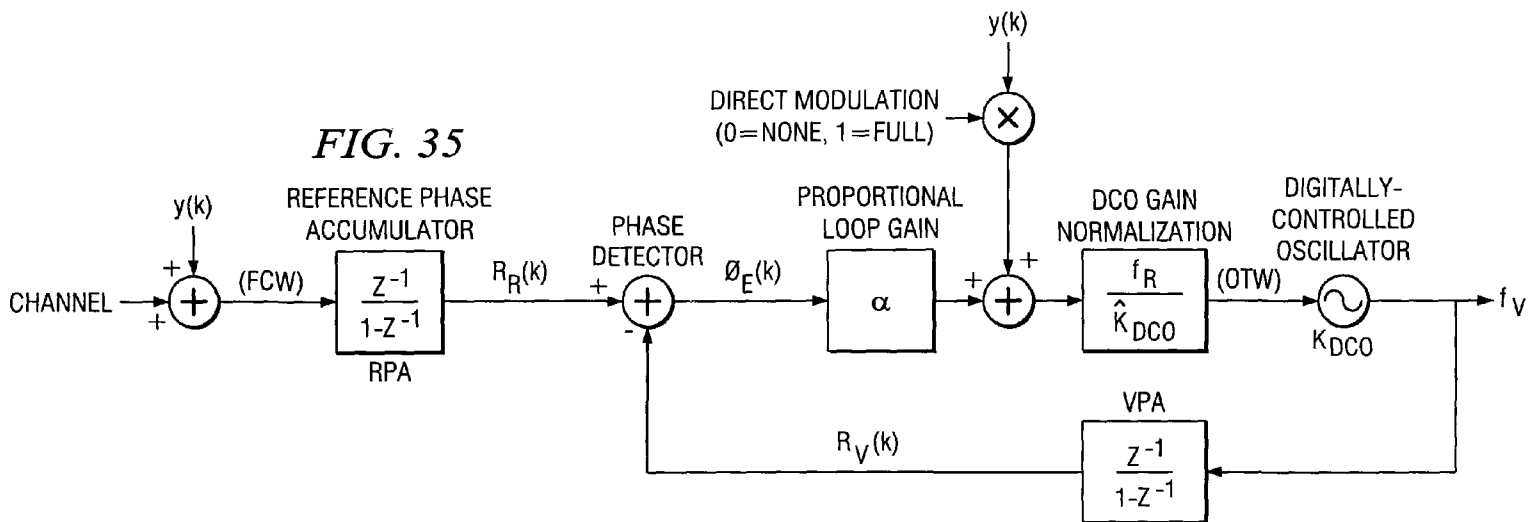 FIG. 35
y(k)
DIRECT MODULATION
(0=NONE, 1=FULL)
×
y(k)
REFERENCE PHASE
ACCUMULATOR
PHASE
DETECTOR
PROPORTIONAL
LOOP GAIN
DCO GAIN
NORMALIZATION
DIGITALLY-
CONTROLLED
OSCILLATOR
CHANNEL
+
+
+
(FCW)
Z^-1
1-Z^-1
RPA
R_R(k)
+
+
-
Ø_E(k)
α
+
+
+
f_R
K̂_DCO
(OTW)
K_DCO
f_V
VPA
Z^-1
1-Z^-1
R_V(k)